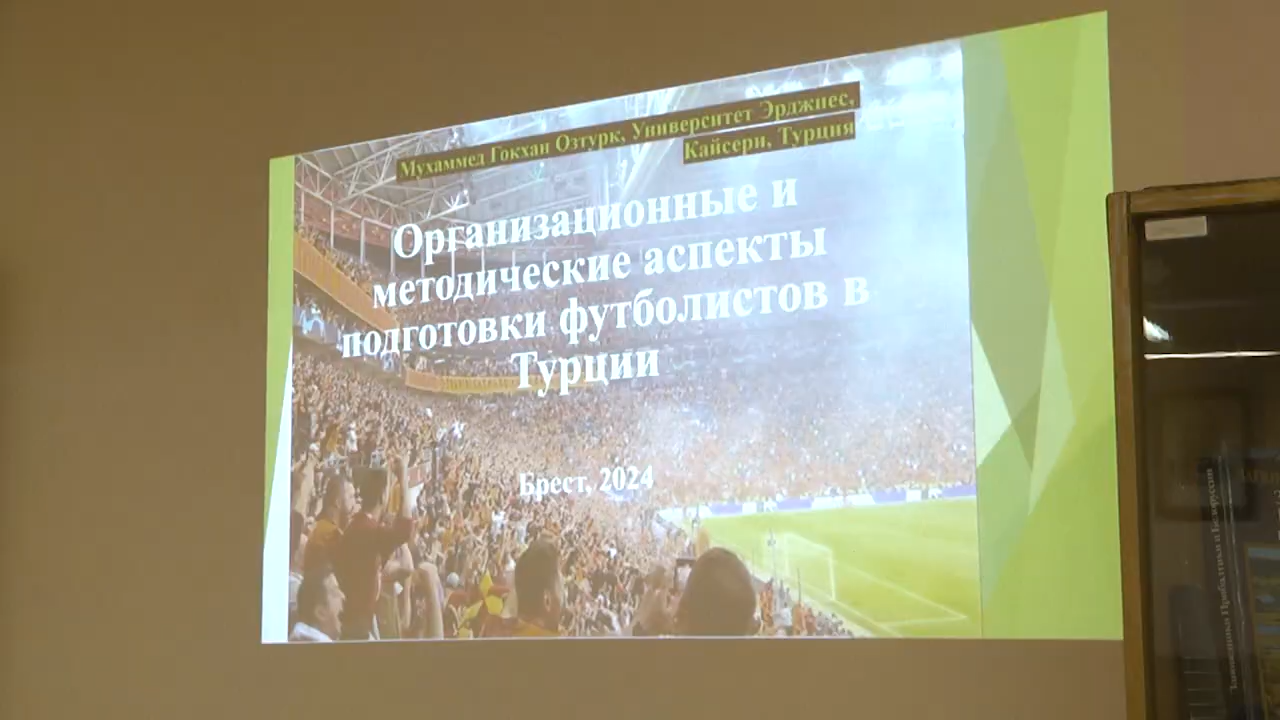 Мухаммед Гокхан Озтурк, Университет Эрджиес,
Кайсери, Турция
Организационные и
методические аспекты
подготовки футболистов в
Турции
Брест, 2024